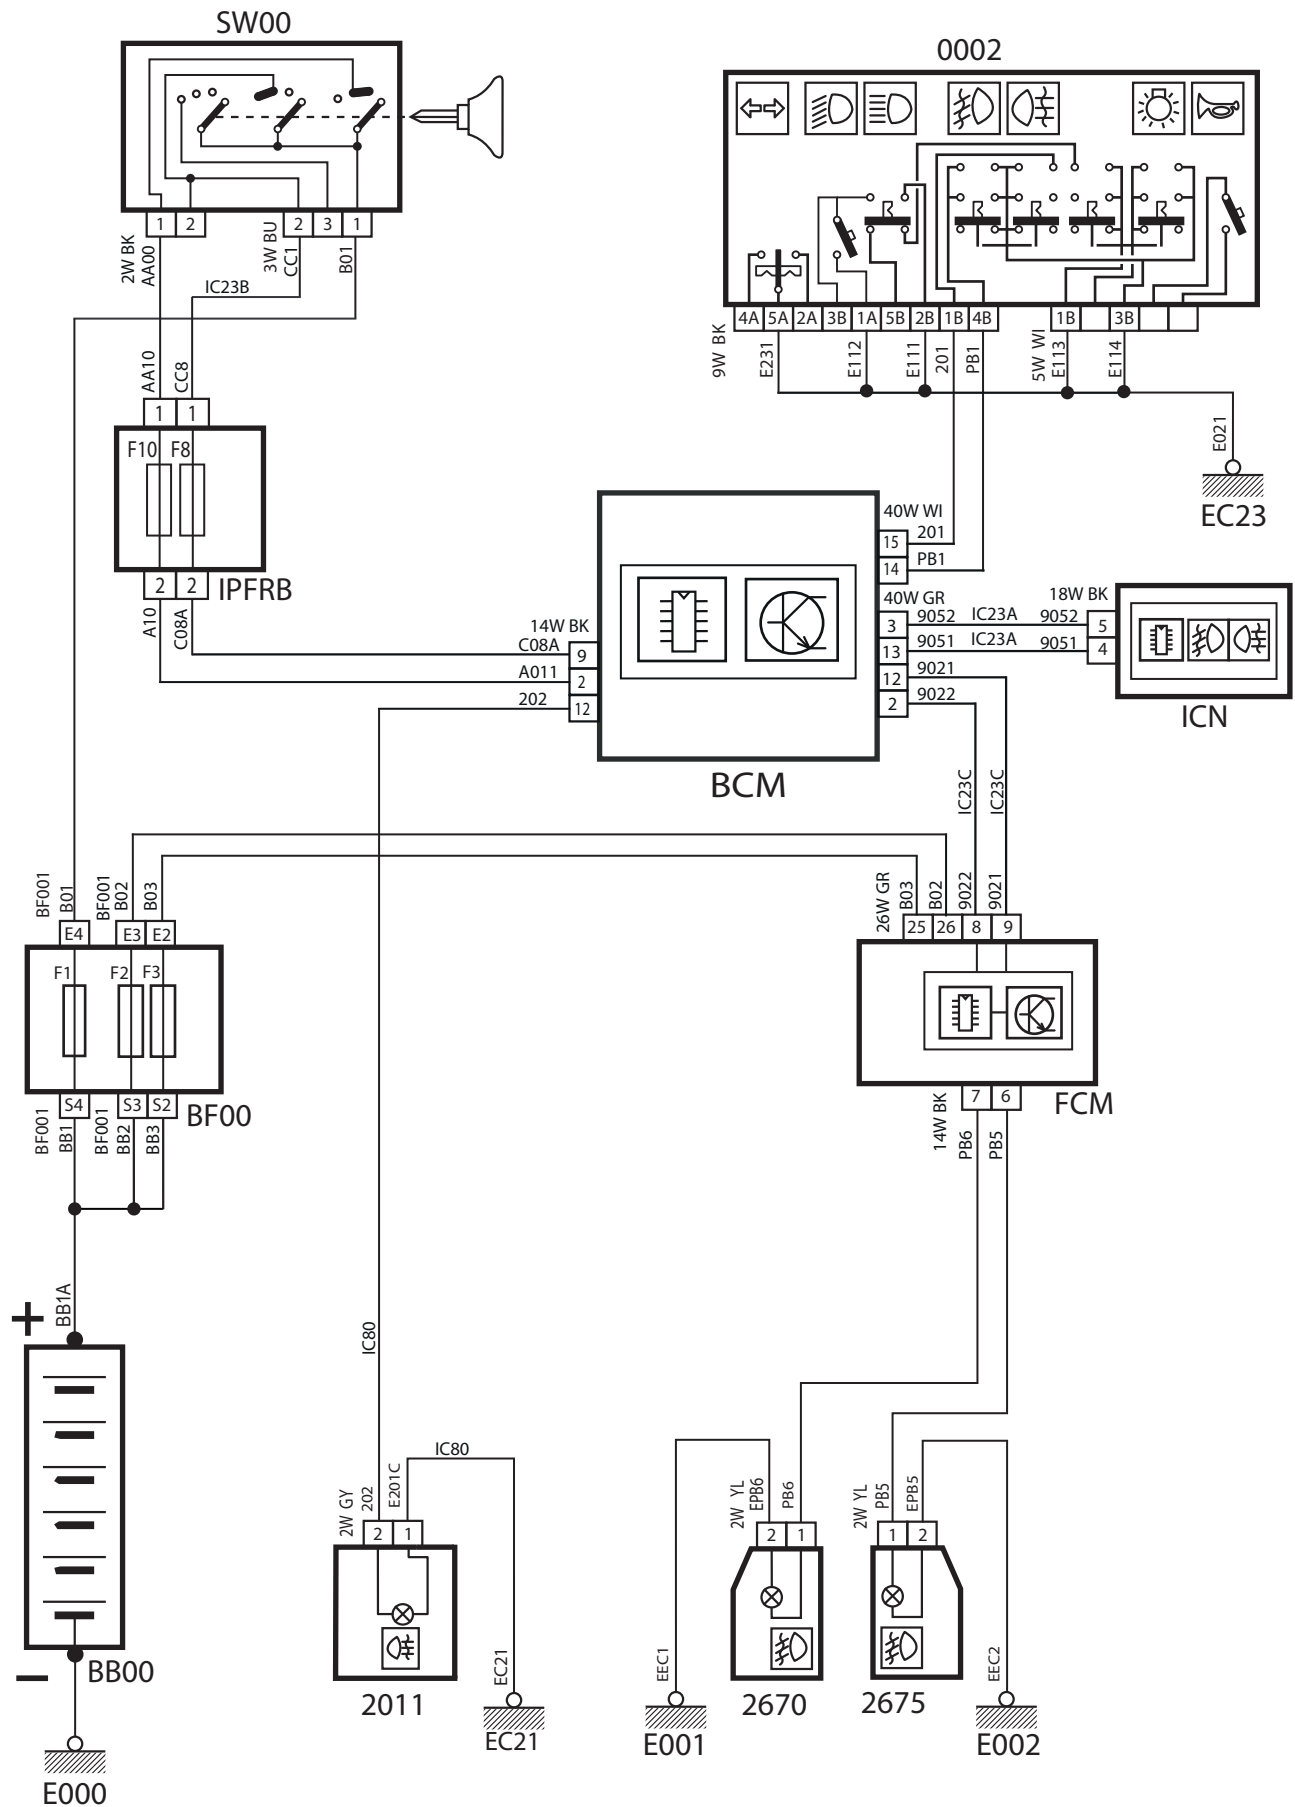 SW00
1 2 2 3 1
2W BK
AA00
3W BU
CC1
B01
IC23B
AA10
CC8
1 1
F10 F8
2 2
IPFRB
A10
C08A
0002
4A 5A 2A 3B 1A 5B 2B 1B 4B 1B 3B
9W BK
E231
E112
E111
201
PB1
5W WI
E113
E114
E021
EC23
40W WI
15 201
14 PB1
40W GR
3 9052 IC23A 9052 5
13 9051 IC23A 9051 4
12 9021
2 9022
18W BK
ICN
14W BK
C08A 9
A011 2
202 12
BCM
IC23C
IC23C
BF001
B01
BF001
B02
B03
E4 E3 E2
F1 F2 F3
S4 S3 S2
BF00
BF001
BB1
BF001
BB2
BB3
26W GR
B03
B02
9022
9021
25 26 8 9
7 6
FCM
14W BK
PB6
PB5
BB1A
+
−
BB00
E000
IC80
IC80
2W GY
202
E201C
2 1
2011
EC21
EC21
2W YL
EPB6
PB6
2 1
EEC1
E001
2670
2W YL
PB5
EPB5
1 2
2675
EEC2
E002